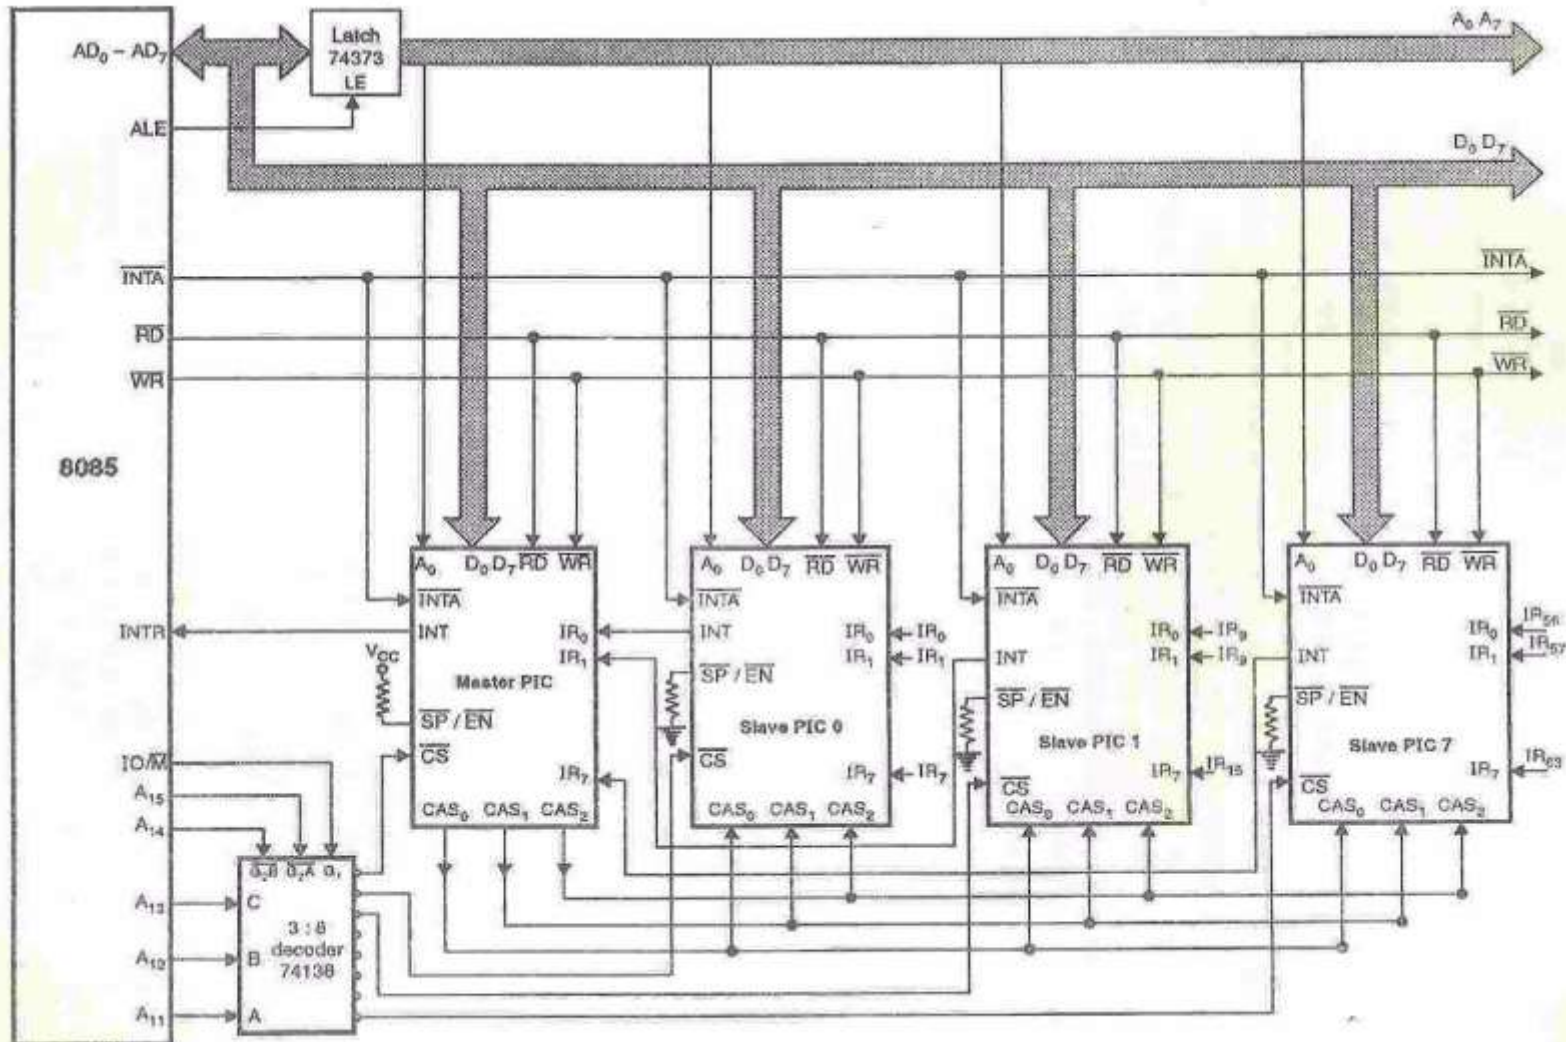 AD₀ – AD₇
Latch
74373
LE
A₀ A₇
ALE
D₀ D₇
INTA
INTA
RD
RD
WR
WR
8085
A₀ D₀ D₇ RD WR
INTA
INT
IR₀
IR₁
Master PIC
SP / EN
CS
IR₇
CAS₀ CAS₁ CAS₂
INTR
V_CC
A₀ D₀ D₇ RD WR
INTA
INT
IR₀ IR₀
IR₁ IR₁
SP / EN
Slave PIC 0
CS
IR₇ IR₇
CAS₀ CAS₁ CAS₂
A₀ D₀ D₇ RD WR
INTA
IR₀ IR₉
INT
IR₁ IR₉
SP / EN
Slave PIC 1
IR₇ IR₁₅
CS
CAS₀ CAS₁ CAS₂
A₀ D₀ D₇ RD WR
INTA
IR₀ IR₅₆
INT
IR₁ IR₅₇
SP / EN
Slave PIC 7
IR₇ IR₆₃
CS
CAS₀ CAS₁ CAS₂
IO/M
A₁₅
A₁₄
G₂B G₂A G₁
A₁₃ C
3 : 8
decoder
74138
A₁₂ B
A₁₁ A